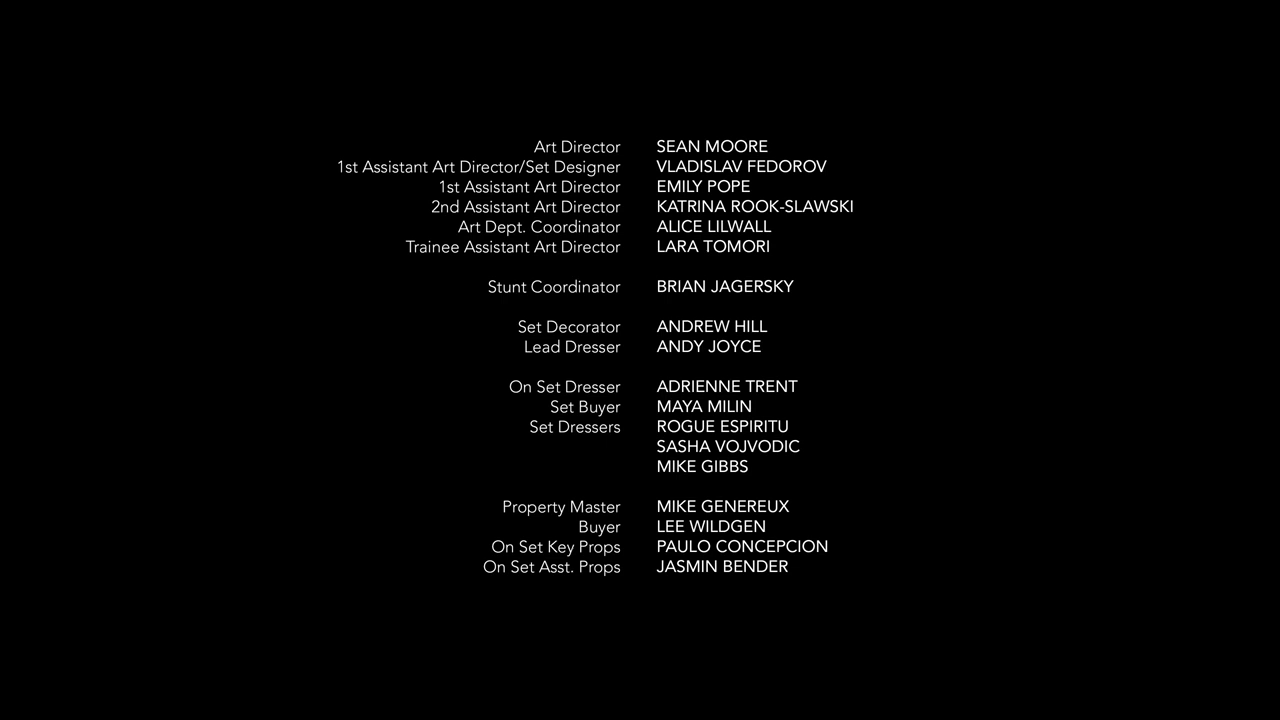 Art Director SEAN MOORE
1st Assistant Art Director/Set Designer VLADISLAV FEDOROV
1st Assistant Art Director EMILY POPE
2nd Assistant Art Director KATRINA ROOK-SLAWSKI
Art Dept. Coordinator ALICE LILWALL
Trainee Assistant Art Director LARA TOMORI
Stunt Coordinator BRIAN JAGERSKY
Set Decorator ANDREW HILL
Lead Dresser ANDY JOYCE
On Set Dresser ADRIENNE TRENT
Set Buyer MAYA MILIN
Set Dressers ROGUE ESPIRITU
SASHA VOJVODIC
MIKE GIBBS
Property Master MIKE GENEREUX
Buyer LEE WILDGEN
On Set Key Props PAULO CONCEPCION
On Set Asst. Props JASMIN BENDER